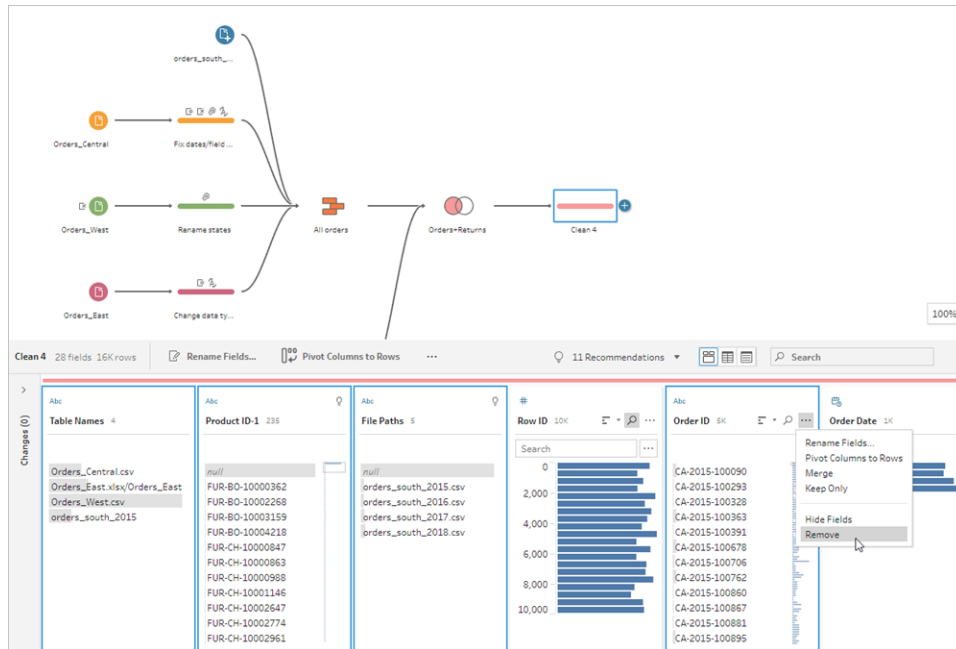 orders_south_...
Orders_Central
Fix dates/field ...
Orders_West
Rename states
All orders
Orders+Returns
Clean 4
Orders_East
Change data ty...
100%
Clean 4 28 fields 16K rows
Rename Fields...
Pivot Columns to Rows
...
11 Recommendations
Search
Changes (0)
Abc
Table Names 4
Orders_Central.csv
Orders_East.xlsx/Orders_East
Orders_West.csv
orders_south_2015
Abc
Product ID-1 236
null
FUR-BO-10000362
FUR-BO-10002268
FUR-BO-10003159
FUR-BO-10004218
FUR-CH-10000847
FUR-CH-10000863
FUR-CH-10000988
FUR-CH-10001146
FUR-CH-10002647
FUR-CH-10002774
FUR-CH-10002961
Abc
File Paths 5
null
orders_south_2015.csv
orders_south_2016.csv
orders_south_2017.csv
orders_south_2018.csv
#
Row ID 10K
Search
0
2,000
4,000
6,000
8,000
10,000
Abc
Order ID 5K
CA-2015-100090
CA-2015-100293
CA-2015-100328
CA-2015-100363
CA-2015-100391
CA-2015-100678
CA-2015-100706
CA-2015-100762
CA-2015-100860
CA-2015-100867
CA-2015-100881
CA-2015-100895
Order Date 1K
Rename Fields...
Pivot Columns to Rows
Merge
Keep Only
Hide Fields
Remove